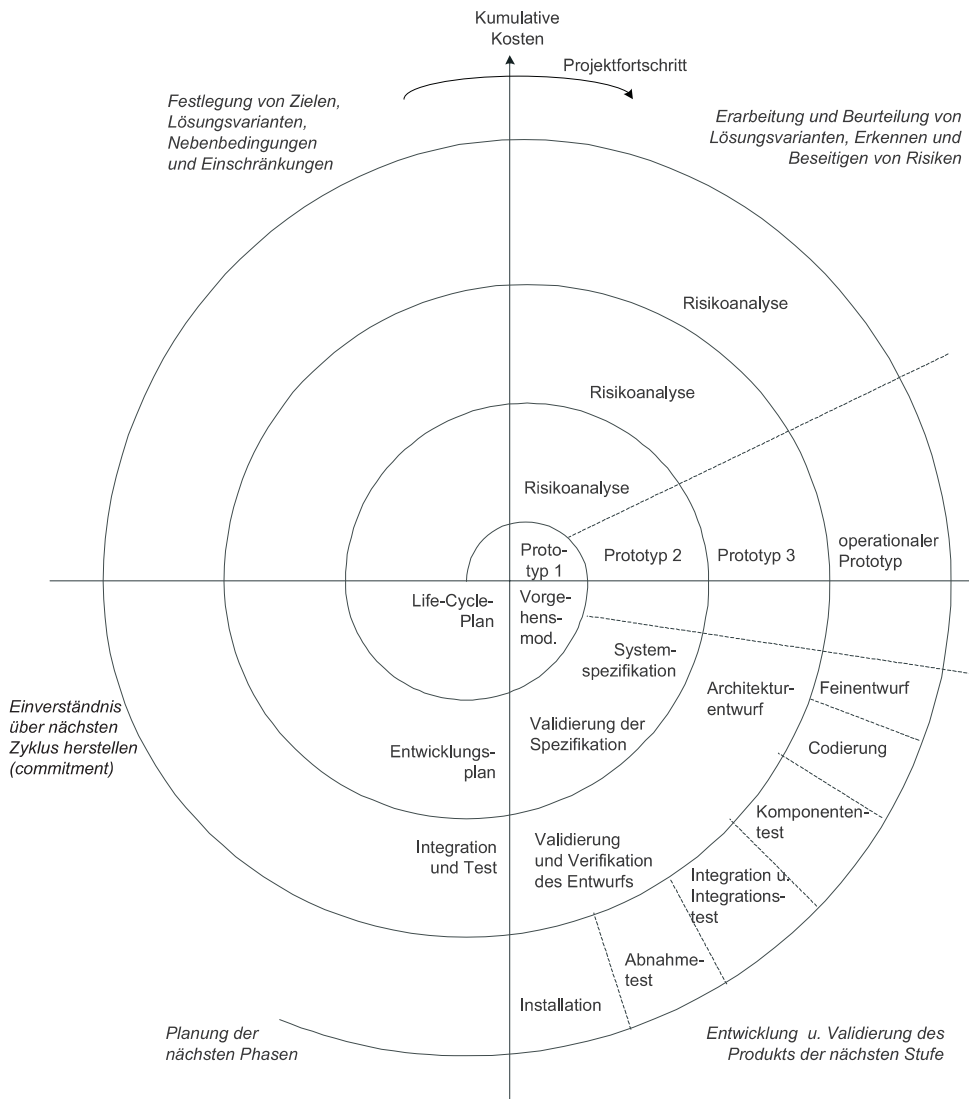 Kumulative
Kosten
Projektfortschritt
Festlegung von Zielen,
Lösungsvarianten,
Nebenbedingungen
und Einschränkungen
Erarbeitung und Beurteilung von
Lösungsvarianten, Erkennen und
Beseitigen von Risiken
Risikoanalyse
Risikoanalyse
Risikoanalyse
Proto-
typ 1
Prototyp 2
Prototyp 3
operationaler
Prototyp
Life-Cycle-
Plan
Vorge-
hens-
mod.
System-
spezifikation
Architektur-
entwurf
Feinentwurf
Einverständnis
über nächsten
Zyklus herstellen
(commitment)
Entwicklungs-
plan
Validierung der
Spezifikation
Codierung
Komponenten-
test
Integration
und Test
Validierung
und Verifikation
des Entwurfs
Integration u.
Integrations-
test
Abnahme-
test
Installation
Planung der
nächsten Phasen
Entwicklung u. Validierung des
Produkts der nächsten Stufe